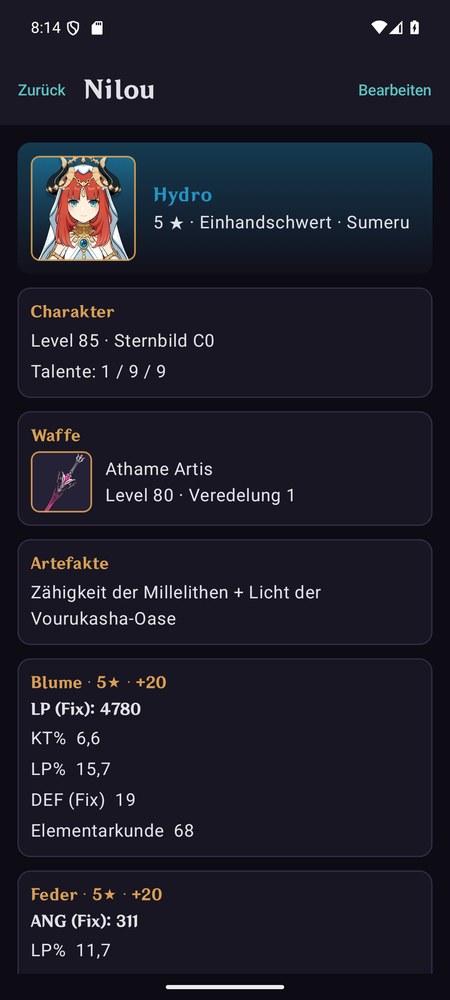 8:14
Zurück Nilou Bearbeiten
Hydro
5 ★ · Einhandschwert · Sumeru
Charakter
Level 85 · Sternbild C0
Talente: 1 / 9 / 9
Waffe
Athame Artis
Level 80 · Veredelung 1
Artefakte
Zähigkeit der Millelithen + Licht der
Vourukasha-Oase
Blume · 5★ · +20
LP (Fix): 4780
KT% 6,6
LP% 15,7
DEF (Fix) 19
Elementarkunde 68
Feder · 5★ · +20
ANG (Fix): 311
LP% 11,7